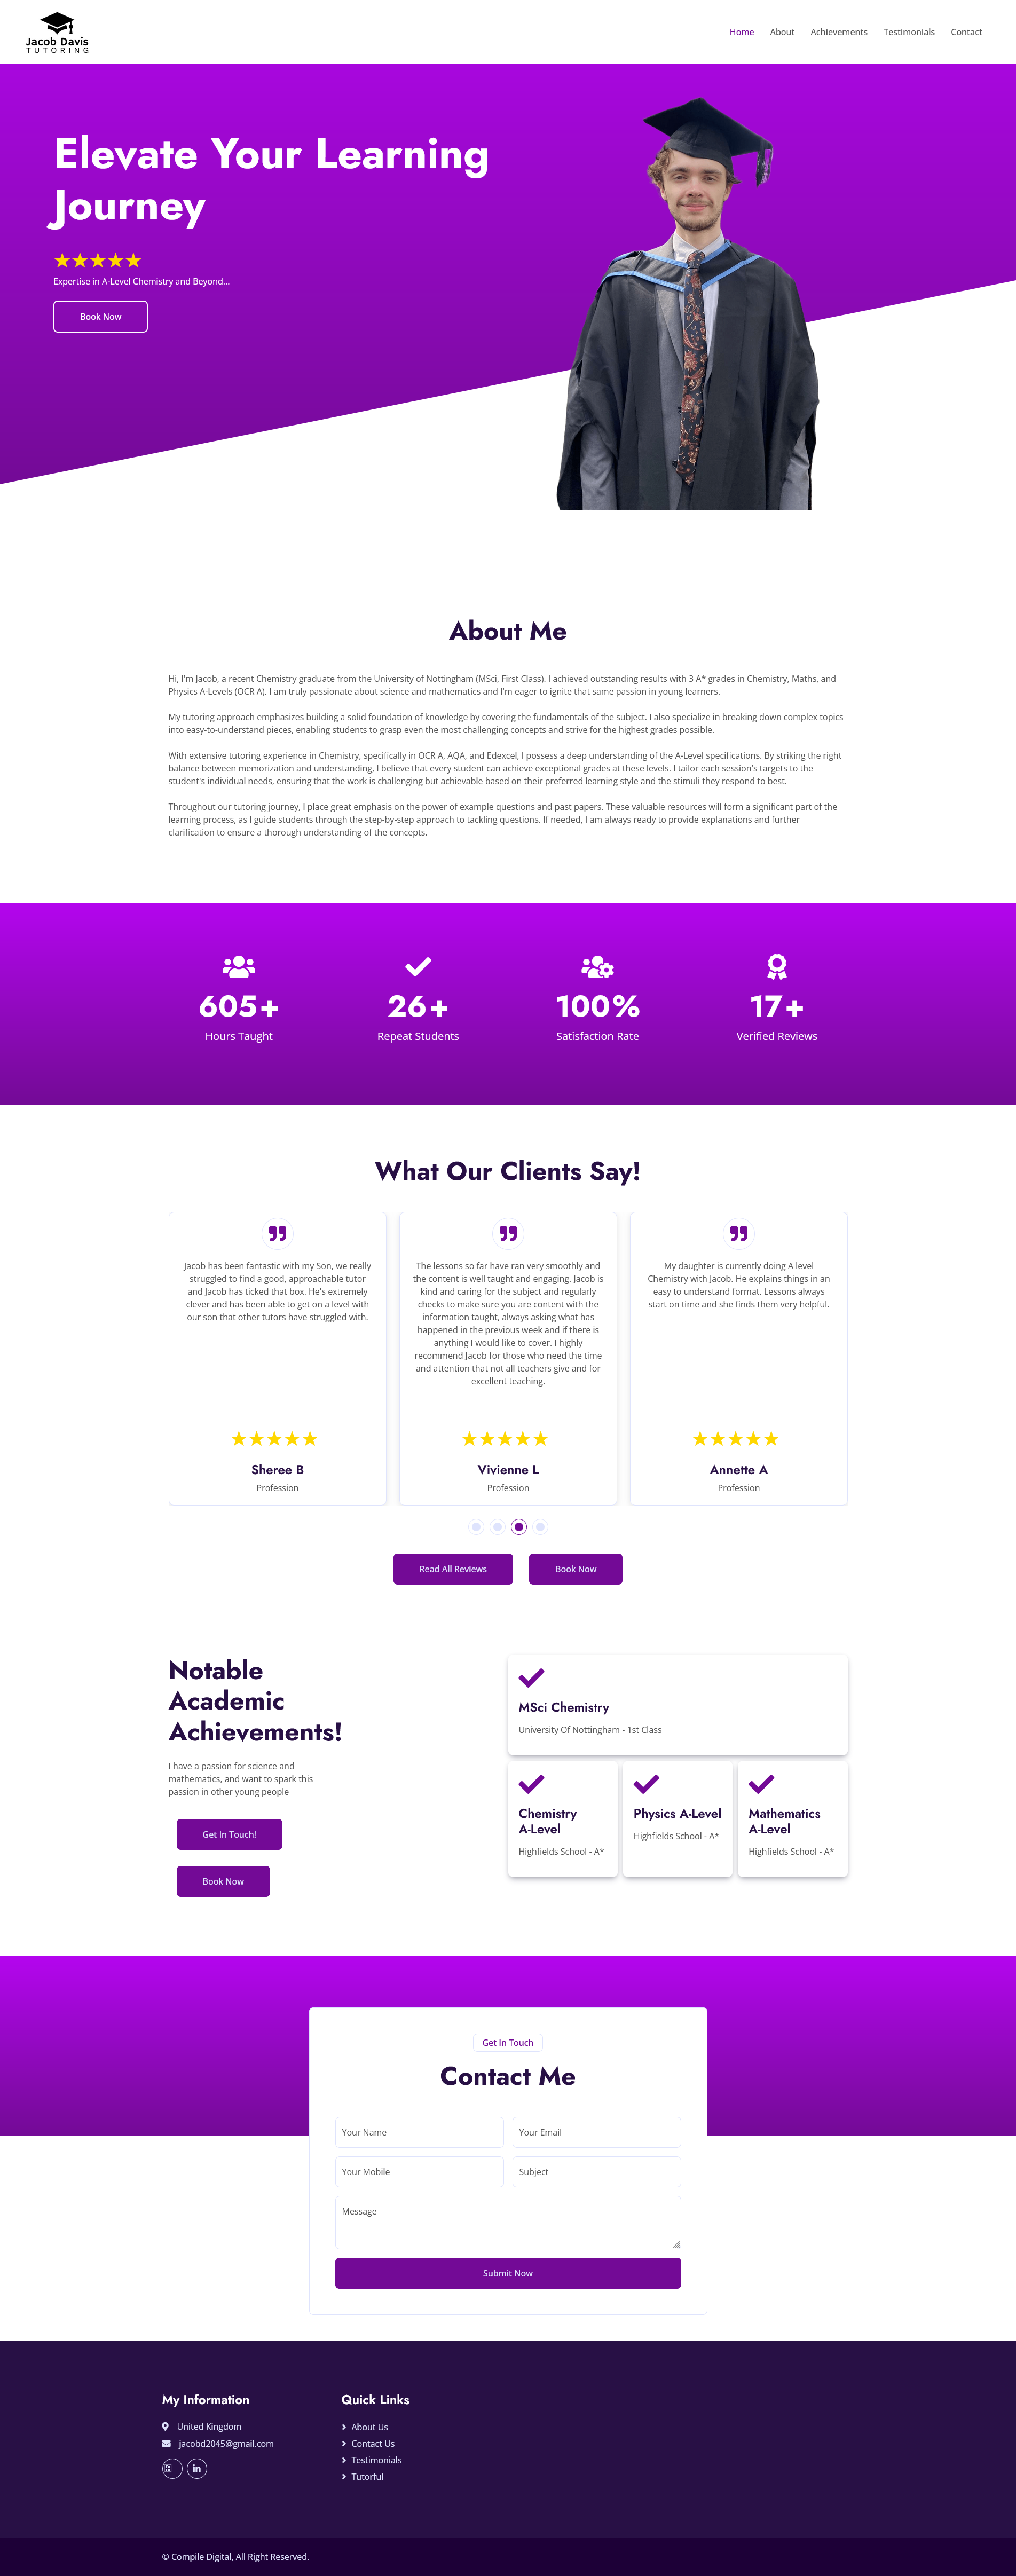 Jacob Davis
TUTORING
Home About Achievements Testimonials Contact
Elevate Your Learning
Journey
Expertise in A-Level Chemistry and Beyond...
Book Now
About Me
Hi, I'm Jacob, a recent Chemistry graduate from the University of Nottingham (MSci, First Class). I achieved outstanding results with 3 A* grades in Chemistry, Maths, and
Physics A-Levels (OCR A). I am truly passionate about science and mathematics and I'm eager to ignite that same passion in young learners.
My tutoring approach emphasizes building a solid foundation of knowledge by covering the fundamentals of the subject. I also specialize in breaking down complex topics
into easy-to-understand pieces, enabling students to grasp even the most challenging concepts and strive for the highest grades possible.
With extensive tutoring experience in Chemistry, specifically in OCR A, AQA, and Edexcel, I possess a deep understanding of the A-Level specifications. By striking the right
balance between memorization and understanding, I believe that every student can achieve exceptional grades at these levels. I tailor each session's targets to the
student's individual needs, ensuring that the work is challenging but achievable based on their preferred learning style and the stimuli they respond to best.
Throughout our tutoring journey, I place great emphasis on the power of example questions and past papers. These valuable resources will form a significant part of the
learning process, as I guide students through the step-by-step approach to tackling questions. If needed, I am always ready to provide explanations and further
clarification to ensure a thorough understanding of the concepts.
605+
Hours Taught
26+
Repeat Students
100%
Satisfaction Rate
17+
Verified Reviews
What Our Clients Say!
Jacob has been fantastic with my Son, we really
struggled to find a good, approachable tutor
and Jacob has ticked that box. He's extremely
clever and has been able to get on a level with
our son that other tutors have struggled with.
Sheree B
Profession
The lessons so far have ran very smoothly and
the content is well taught and engaging. Jacob is
kind and caring for the subject and regularly
checks to make sure you are content with the
information taught, always asking what has
happened in the previous week and if there is
anything I would like to cover. I highly
recommend Jacob for those who need the time
and attention that not all teachers give and for
excellent teaching.
Vivienne L
Profession
My daughter is currently doing A level
Chemistry with Jacob. He explains things in an
easy to understand format. Lessons always
start on time and she finds them very helpful.
Annette A
Profession
Read All Reviews
Book Now
Notable
Academic
Achievements!
I have a passion for science and
mathematics, and want to spark this
passion in other young people
Get In Touch!
Book Now
MSci Chemistry
University Of Nottingham - 1st Class
Chemistry
A-Level
Highfields School - A*
Physics A-Level
Highfields School - A*
Mathematics
A-Level
Highfields School - A*
Get In Touch
Contact Me
Your Name
Your Email
Your Mobile
Subject
Message
Submit Now
My Information
United Kingdom
jacobd2045@gmail.com
Quick Links
About Us
Contact Us
Testimonials
Tutorful
© Compile Digital, All Right Reserved.